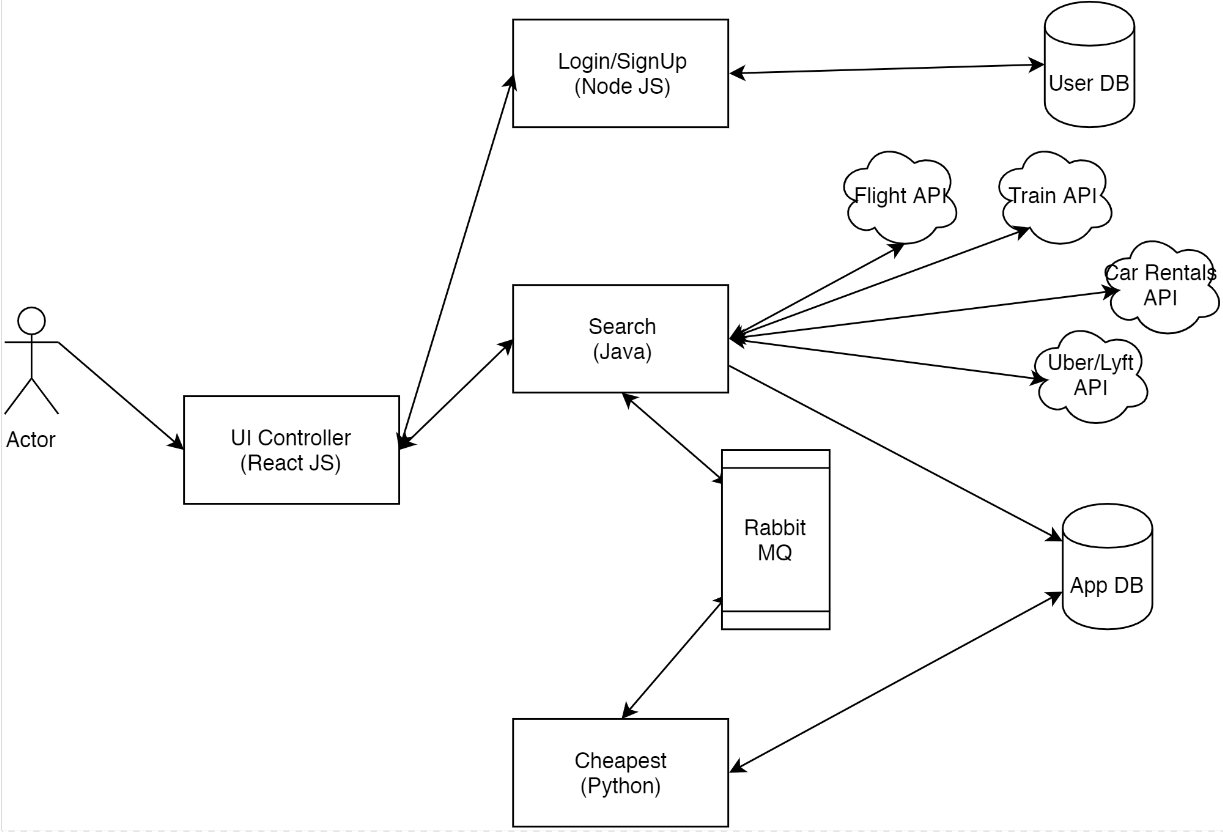 Login/SignUp
(Node JS)
User DB
Flight API
Train API
Car Rentals
API
Search
(Java)
Uber/Lyft
API
Actor
UI Controller
(React JS)
Rabbit
MQ
App DB
Cheapest
(Python)